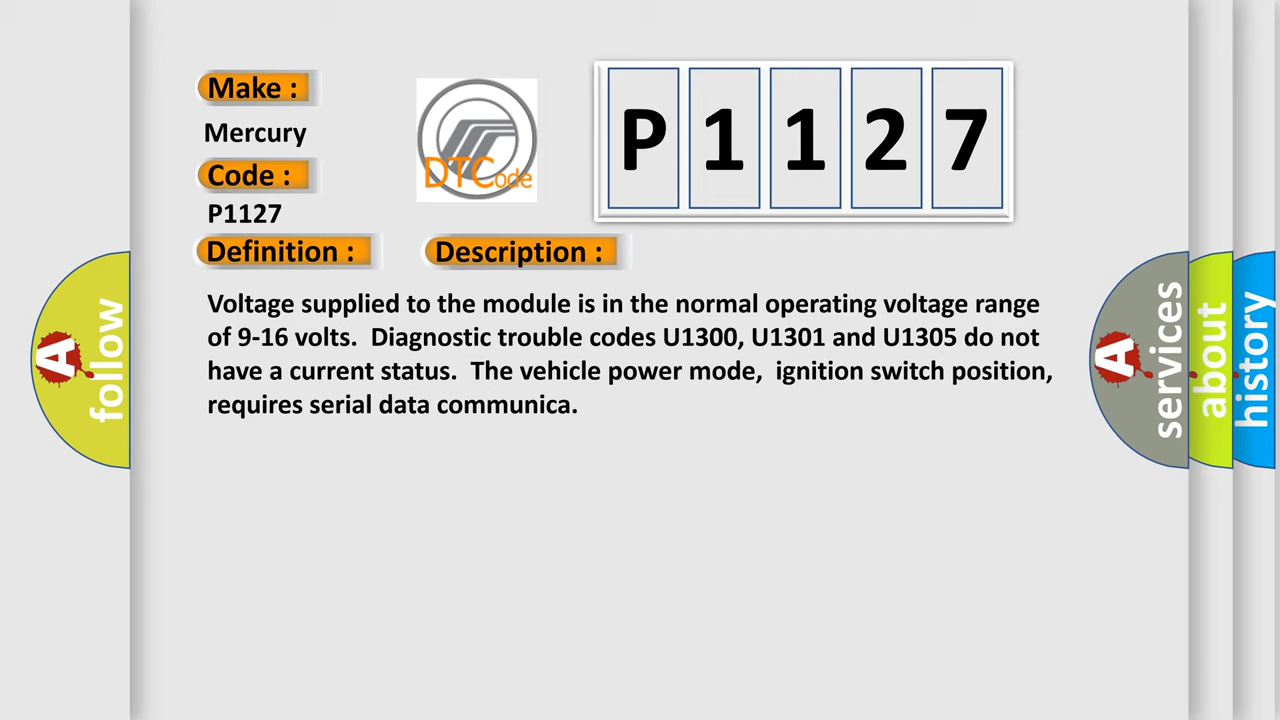 Make :
Mercury
Code :
P1127
Definition :
Description :
DTCode
P 1 1 2 7
Voltage supplied to the module is in the normal operating voltage range
of 9-16 volts  Diagnostic trouble codes U1300, U1301 and U1305 do not
have a current status  The vehicle power mode,  ignition switch position,
requires serial data communica.
A follow
A services
about
history